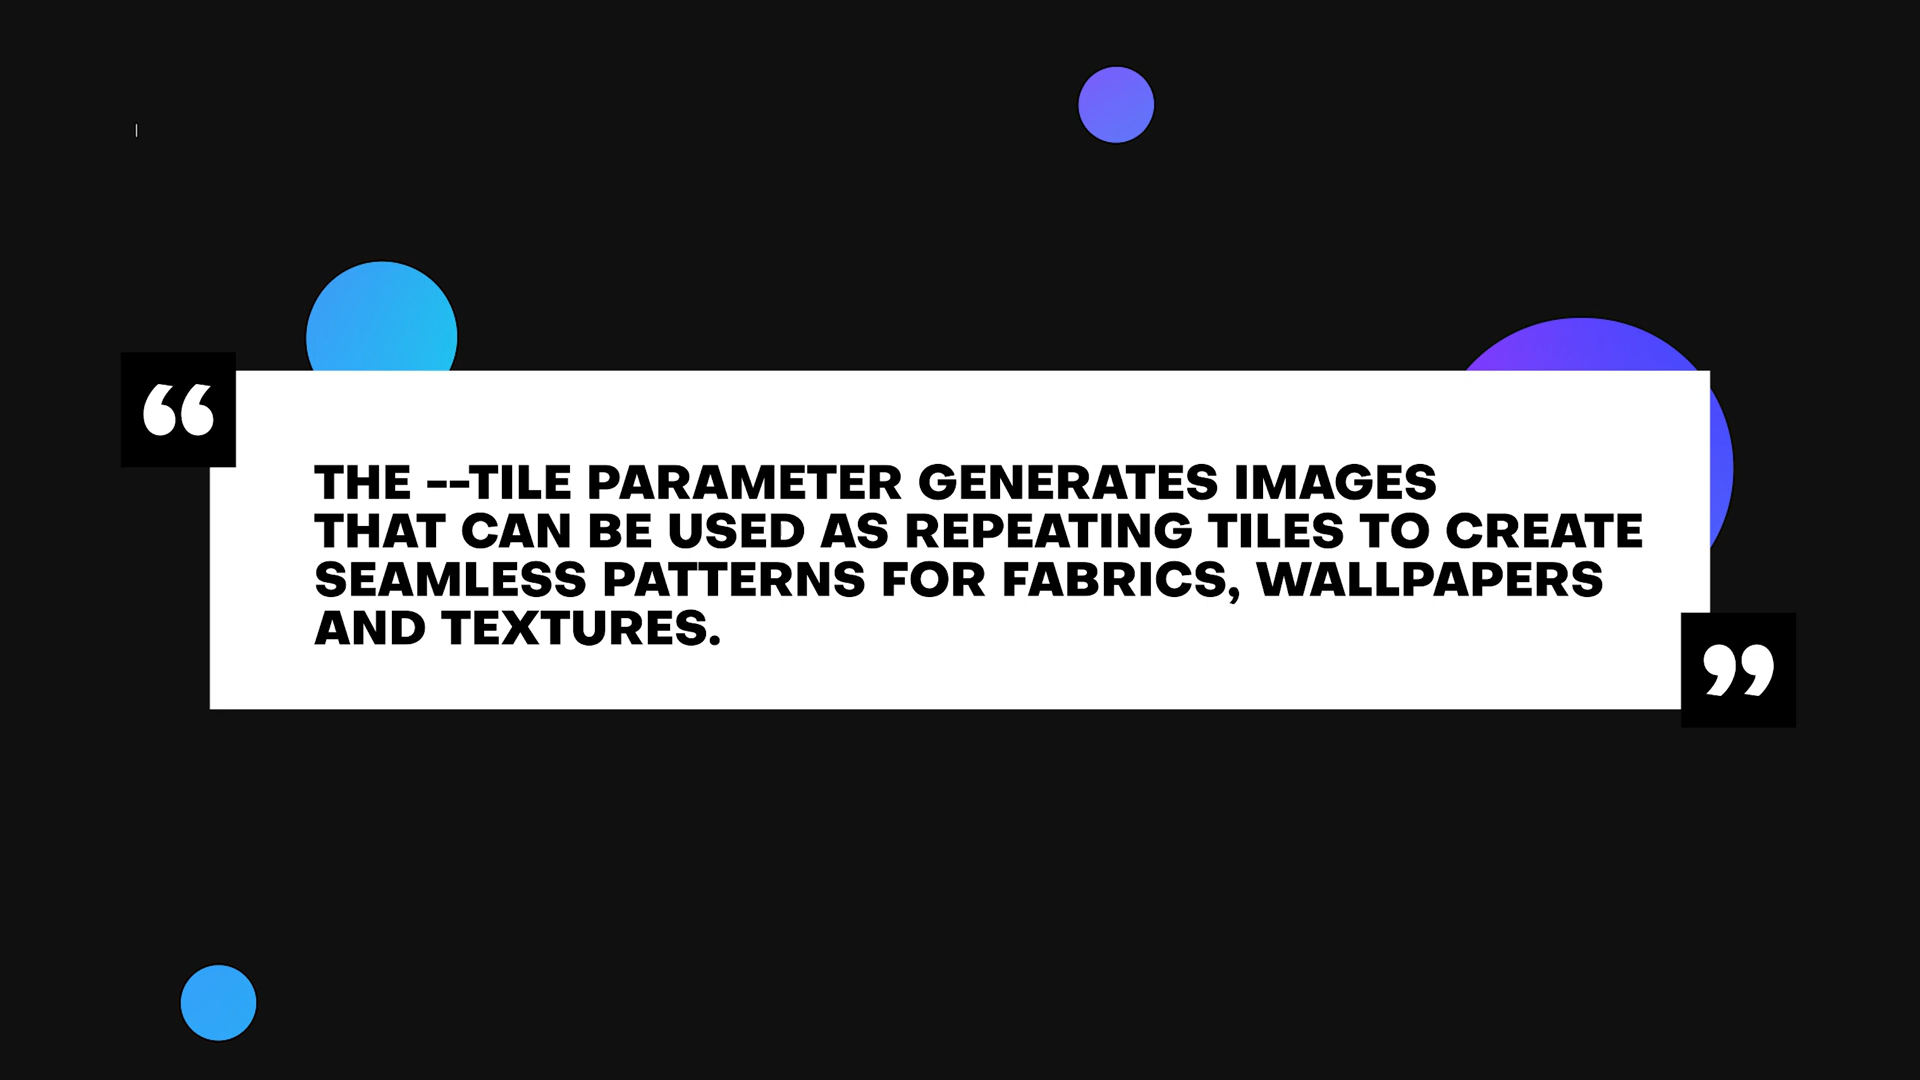 “
THE --TILE PARAMETER GENERATES IMAGES
THAT CAN BE USED AS REPEATING TILES TO CREATE
SEAMLESS PATTERNS FOR FABRICS, WALLPAPERS
AND TEXTURES.
”